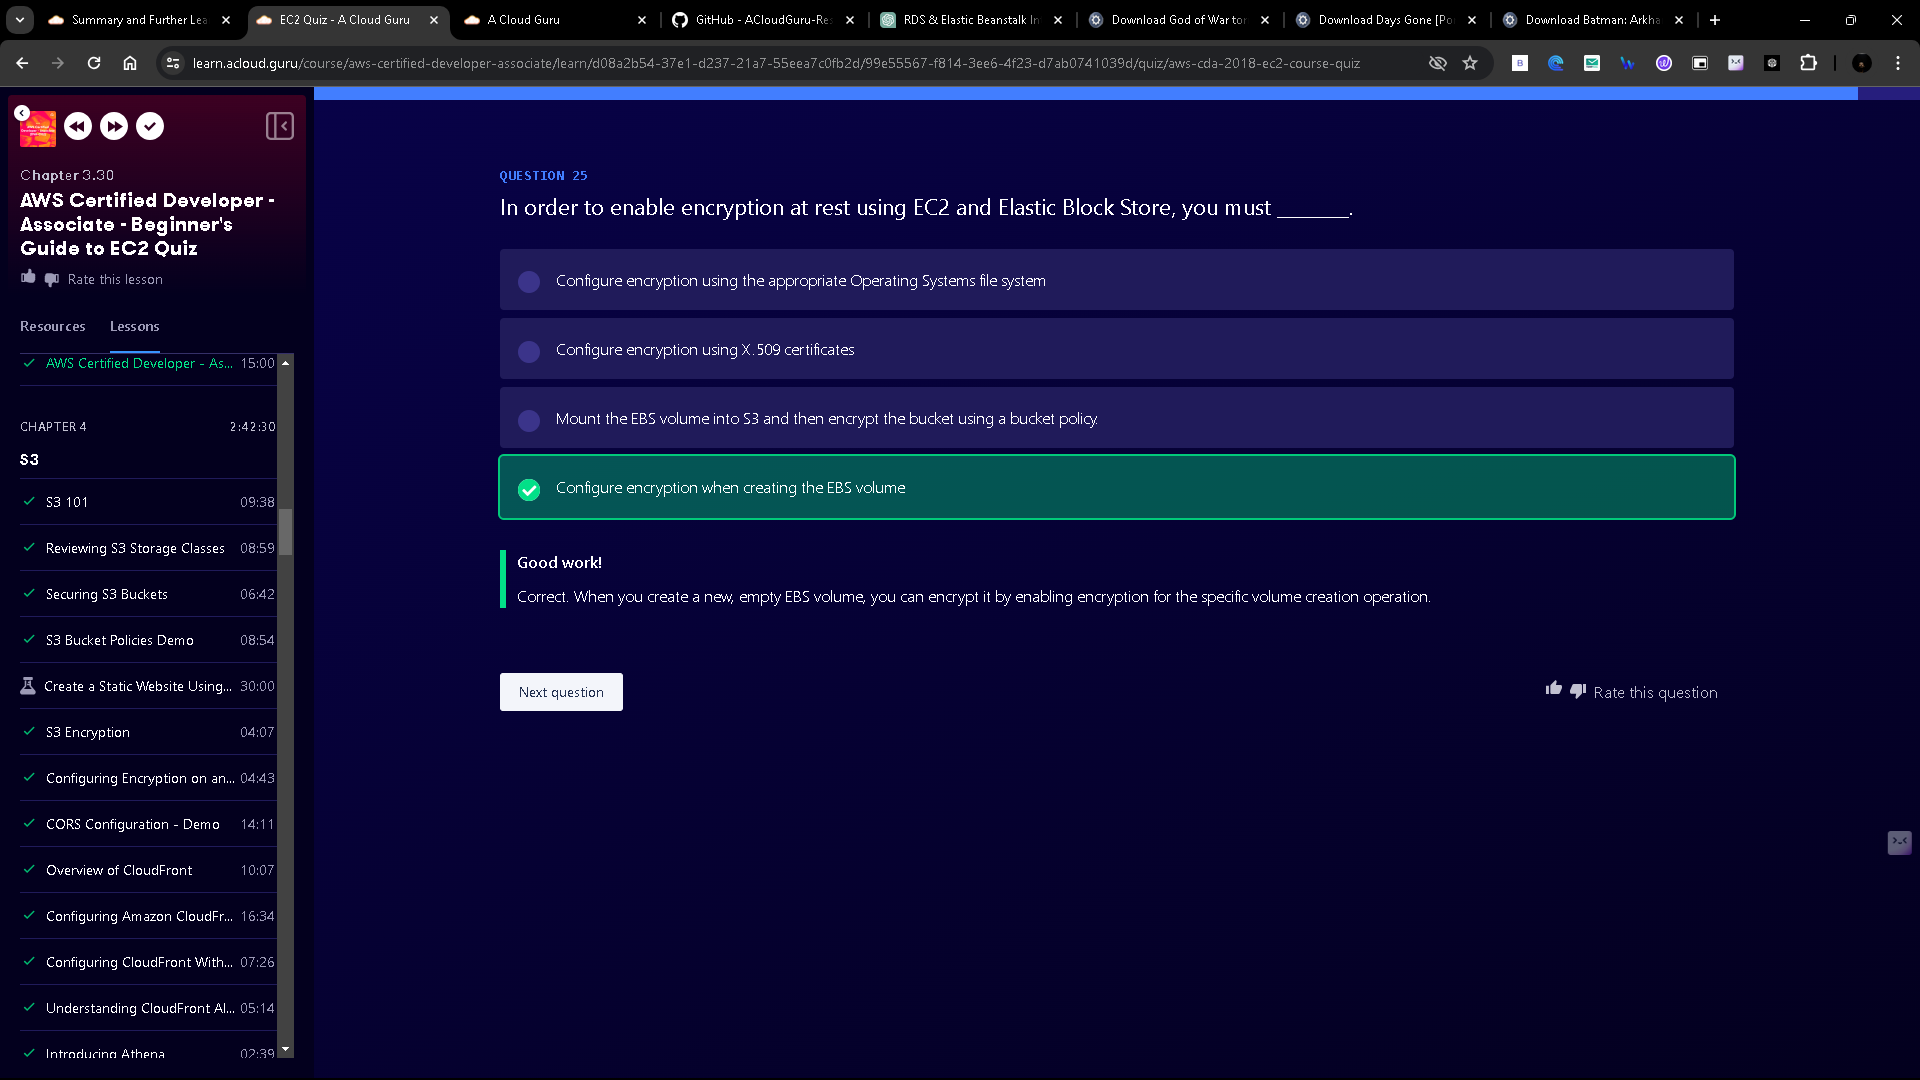 Summary and Further Lea
EC2 Quiz - A Cloud Guru
A Cloud Guru
GitHub - ACloudGuru-Res
RDS & Elastic Beanstalk In
Download God of War tor
Download Days Gone [Po
Download Batman: Arkha
learn.acloud.guru/course/aws-certified-developer-associate/learn/d08a2b54-37e1-d237-21a7-55eea7c0fb2d/99e55567-f814-3ee6-4f23-d7ab0741039d/quiz/aws-cda-2018-ec2-course-quiz
Chapter 3.30
AWS Certified Developer -
Associate - Beginner's
Guide to EC2 Quiz
Rate this lesson
Resources
Lessons
AWS Certified Developer - As... 15:00
CHAPTER 4 2:42:30
S3
S3 101 09:38
Reviewing S3 Storage Classes 08:59
Securing S3 Buckets 06:42
S3 Bucket Policies Demo 08:54
Create a Static Website Using... 30:00
S3 Encryption 04:07
Configuring Encryption on an... 04:43
CORS Configuration - Demo 14:11
Overview of CloudFront 10:07
Configuring Amazon CloudFr... 16:34
Configuring CloudFront With... 07:26
Understanding CloudFront Al... 05:14
Introducing Athena 02:39
QUESTION 25
In order to enable encryption at rest using EC2 and Elastic Block Store, you must ______.
Configure encryption using the appropriate Operating Systems file system
Configure encryption using X.509 certificates
Mount the EBS volume into S3 and then encrypt the bucket using a bucket policy.
Configure encryption when creating the EBS volume
Good work!
Correct. When you create a new, empty EBS volume, you can encrypt it by enabling encryption for the specific volume creation operation.
Next question
Rate this question